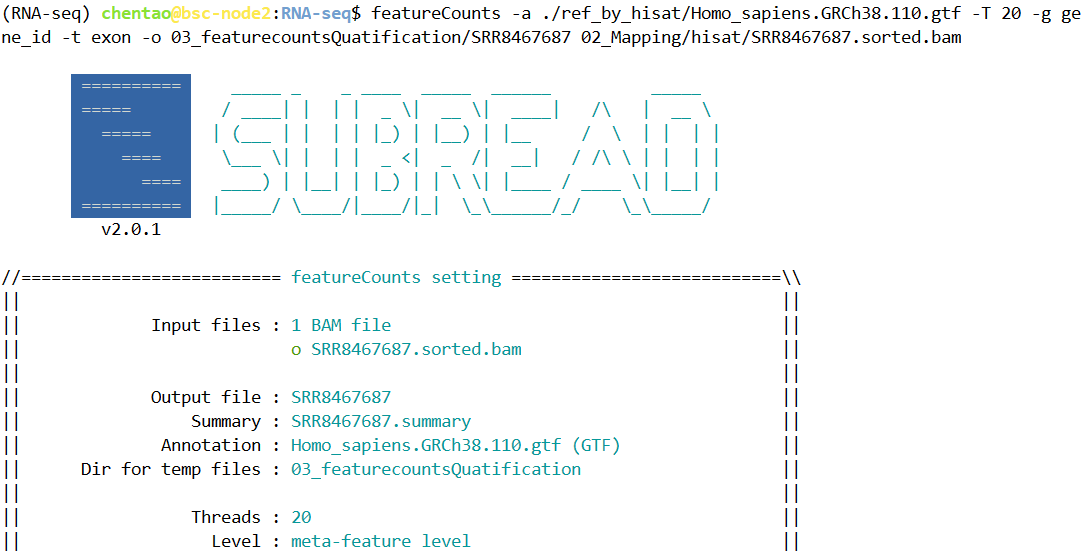 (RNA-seq) chentao@bsc-node2:RNA-seq$ featureCounts -a ./ref_by_hisat/Homo_sapiens.GRCh38.110.gtf -T 20 -g ge
ne_id -t exon -o 03_featurecountsQuatification/SRR8467687 02_Mapping/hisat/SRR8467687.sorted.bam
SUBREAD
v2.0.1
//========================== featureCounts setting ===========================\\
|| Input files : 1 BAM file ||
|| o SRR8467687.sorted.bam ||
|| Output file : SRR8467687 ||
|| Summary : SRR8467687.summary ||
|| Annotation : Homo_sapiens.GRCh38.110.gtf (GTF) ||
|| Dir for temp files : 03_featurecountsQuatification ||
|| Threads : 20 ||
|| Level : meta-feature level ||